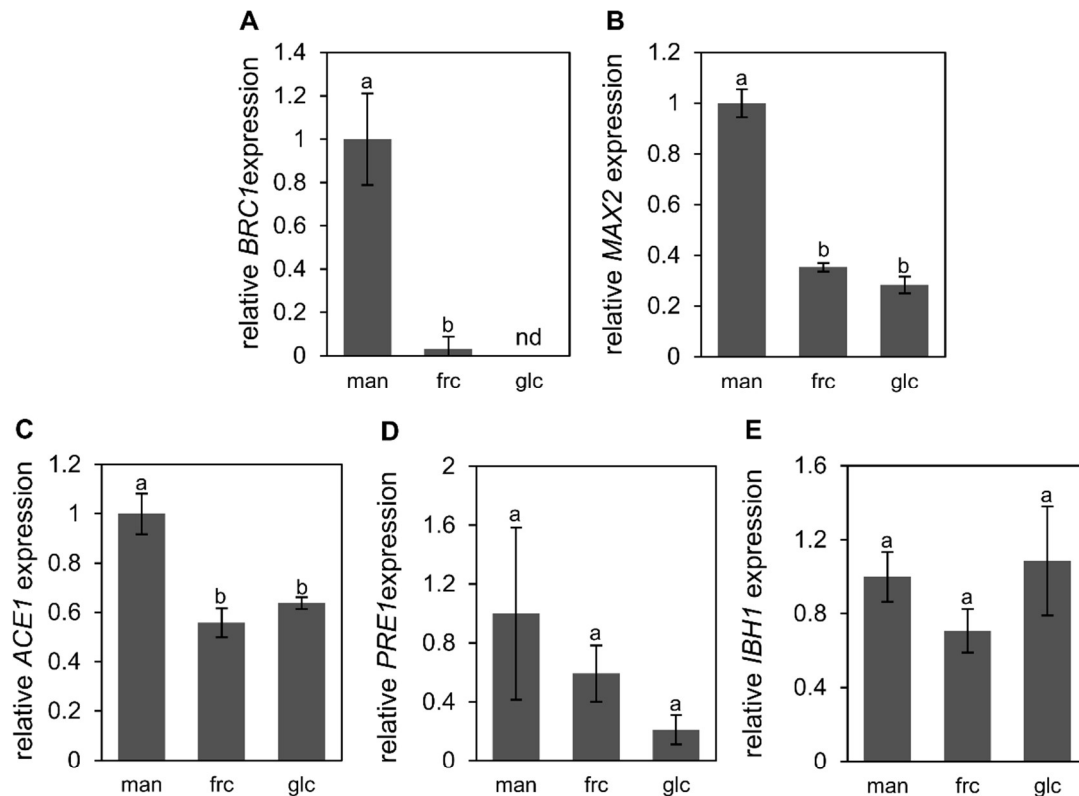 A
relative BRC1expression
1.4
1.2
1
0.8
0.6
0.4
0.2
0
a
b
nd
man frc glc
B
relative MAX2 expression
1.2
1
0.8
0.6
0.4
0.2
0
a
b
b
man frc glc
C
relative ACE1 expression
1.2
1
0.8
0.6
0.4
0.2
0
a
b
b
man frc glc
D
relative PRE1expression
2
1.6
1.2
0.8
0.4
0
a
a
a
man frc glc
E
relative IBH1 expression
1.6
1.2
0.8
0.4
0
a
a
a
man frc glc